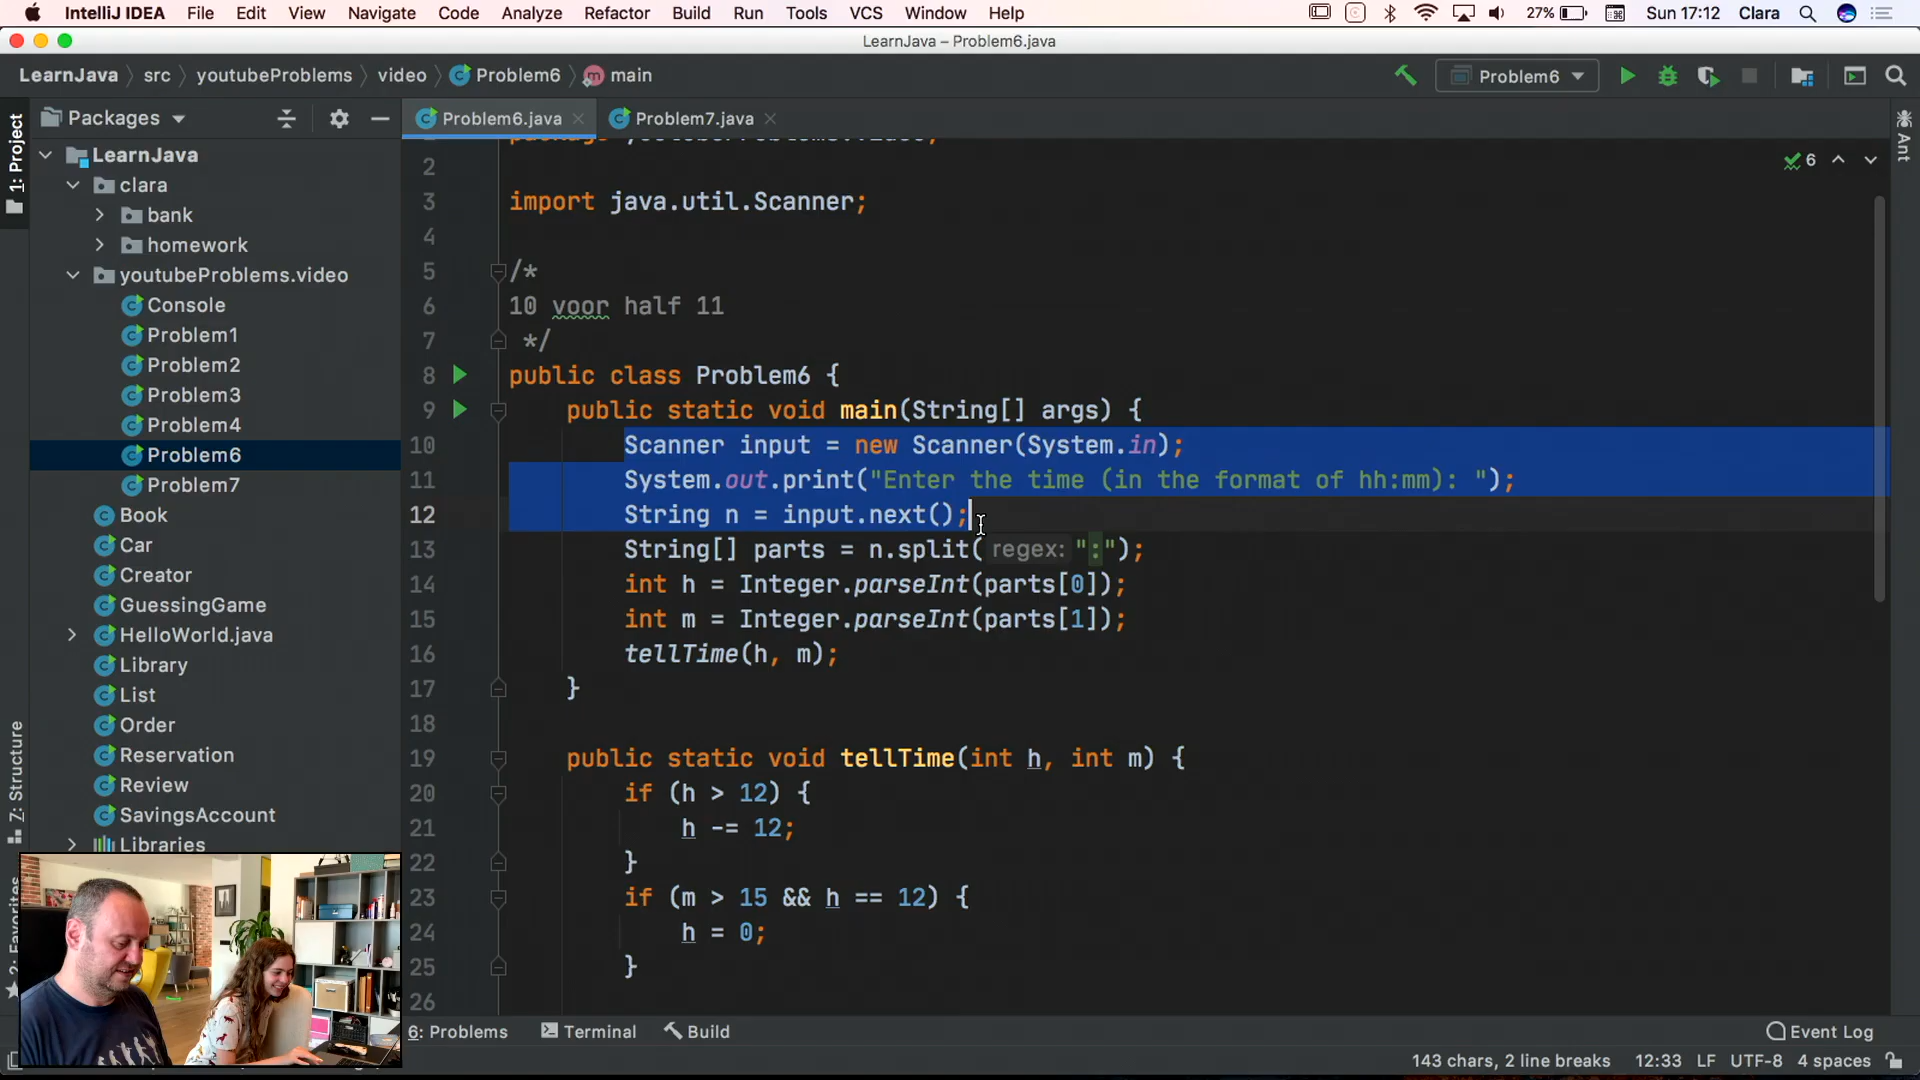 IntelliJ IDEA File Edit View Navigate Code Analyze Refactor Build Run Tools VCS Window Help 27% Sun 17:12 Clara
LearnJava – Problem6.java
LearnJava src youtubeProblems video Problem6 main Problem6
1: Project
Packages
Problem6.java Problem7.java
Ant
LearnJava
clara
bank
homework
youtubeProblems.video
Console
Problem1
Problem2
Problem3
Problem4
Problem6
Problem7
Book
Car
Creator
GuessingGame
HelloWorld.java
Library
List
Order
Reservation
Review
SavingsAccount
Libraries
7: Structure
2: Favorites
6
2
3 import java.util.Scanner;
4
5 /*
6 10 voor half 11
7 */
8 public class Problem6 {
9 public static void main(String[] args) {
10 Scanner input = new Scanner(System.in);
11 System.out.print("Enter the time (in the format of hh:mm): ");
12 String n = input.next();
13 String[] parts = n.split( regex: ":");
14 int h = Integer.parseInt(parts[0]);
15 int m = Integer.parseInt(parts[1]);
16 tellTime(h, m);
17 }
18
19 public static void tellTime(int h, int m) {
20 if (h > 12) {
21 h -= 12;
22 }
23 if (m > 15 && h == 12) {
24 h = 0;
25 }
26
6: Problems Terminal Build Event Log
143 chars, 2 line breaks 12:33 LF UTF-8 4 spaces